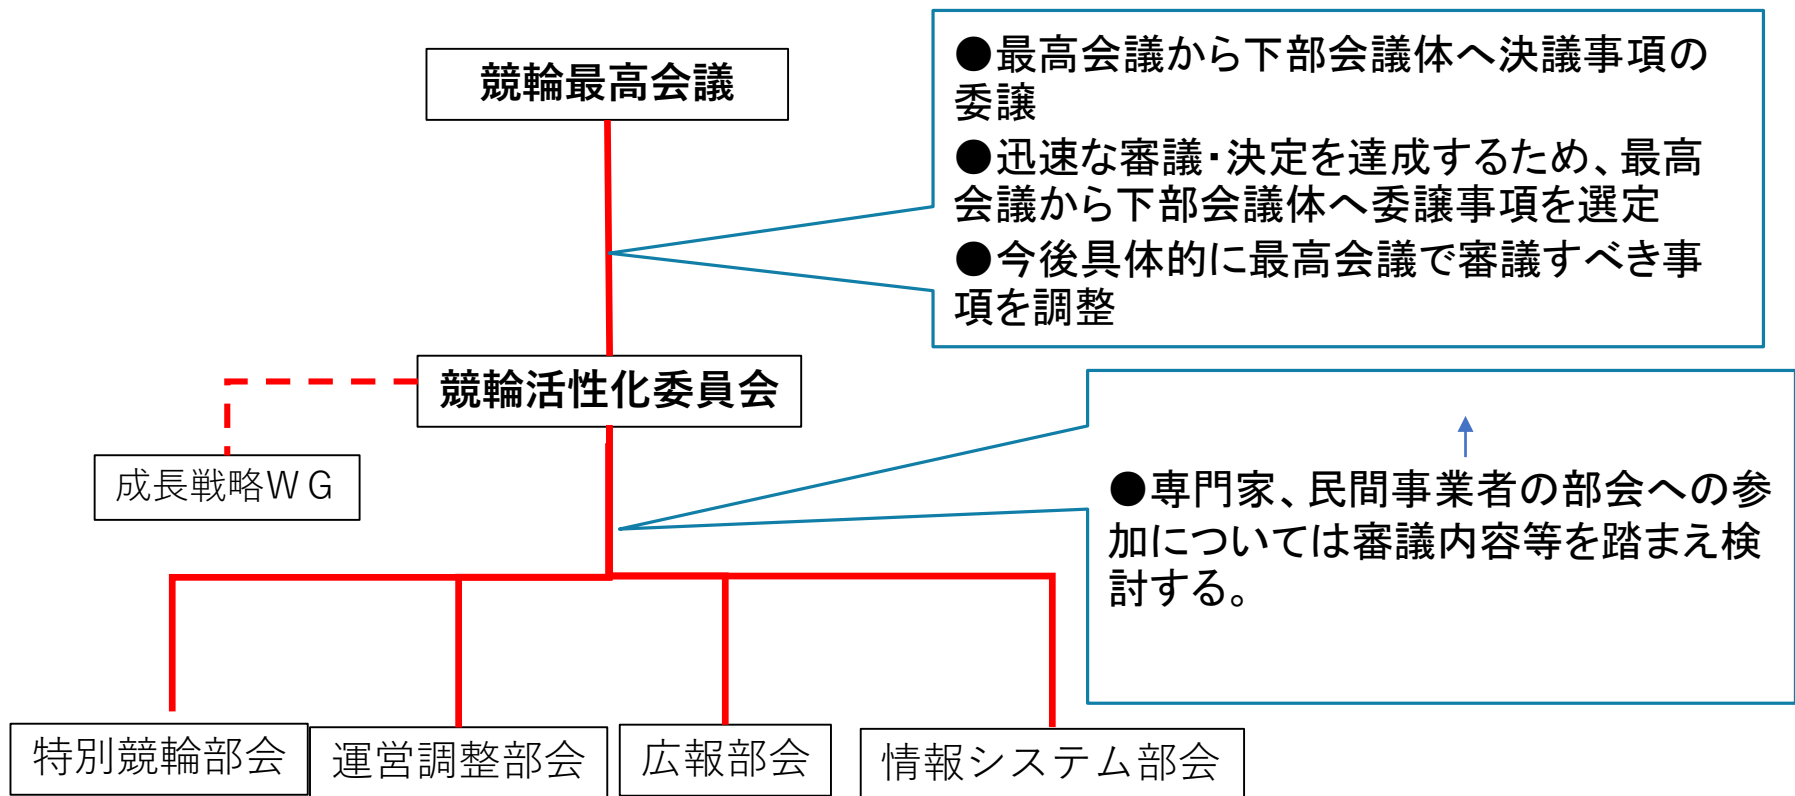 競輪最高会議
●最高会議から下部会議体へ決議事項の
委譲
●迅速な審議・決定を達成するため、最高
会議から下部会議体へ委譲事項を選定
●今後具体的に最高会議で審議すべき事
項を調整
競輪活性化委員会
成長戦略ＷＧ
●専門家、民間事業者の部会への参
加については審議内容等を踏まえ検
討する。
特別競輪部会
運営調整部会
広報部会
情報システム部会